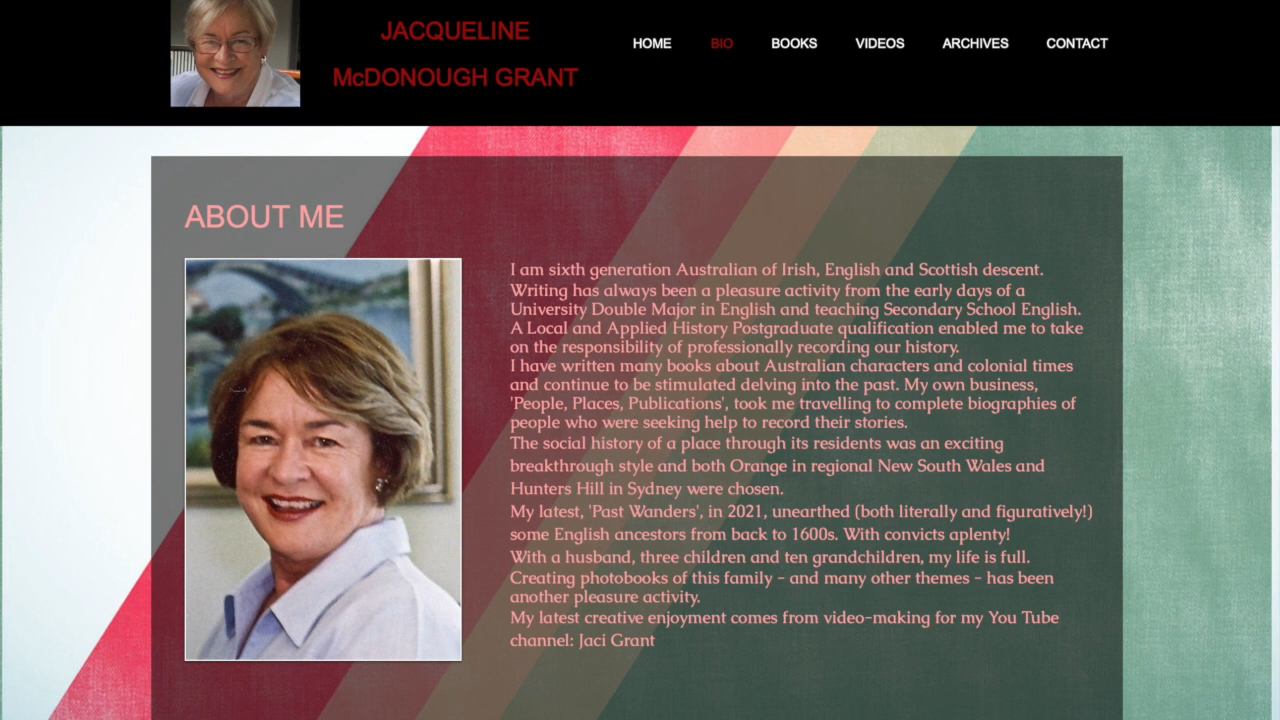 JACQUELINE
McDONOUGH GRANT
HOME BIO BOOKS VIDEOS ARCHIVES CONTACT
ABOUT ME
I am sixth generation Australian of Irish, English and Scottish descent.
Writing has always been a pleasure activity from the early days of a
University Double Major in English and teaching Secondary School English.
A Local and Applied History Postgraduate qualification enabled me to take
on the responsibility of professionally recording our history.
I have written many books about Australian characters and colonial times
and continue to be stimulated delving into the past. My own business,
'People, Places, Publications', took me travelling to complete biographies of
people who were seeking help to record their stories.
The social history of a place through its residents was an exciting
breakthrough style and both Orange in regional New South Wales and
Hunters Hill in Sydney were chosen.
My latest, 'Past Wanders', in 2021, unearthed (both literally and figuratively!)
some English ancestors from back to 1600s. With convicts aplenty!
With a husband, three children and ten grandchildren, my life is full.
Creating photobooks of this family - and many other themes - has been
another pleasure activity.
My latest creative enjoyment comes from video-making for my You Tube
channel: Jaci Grant